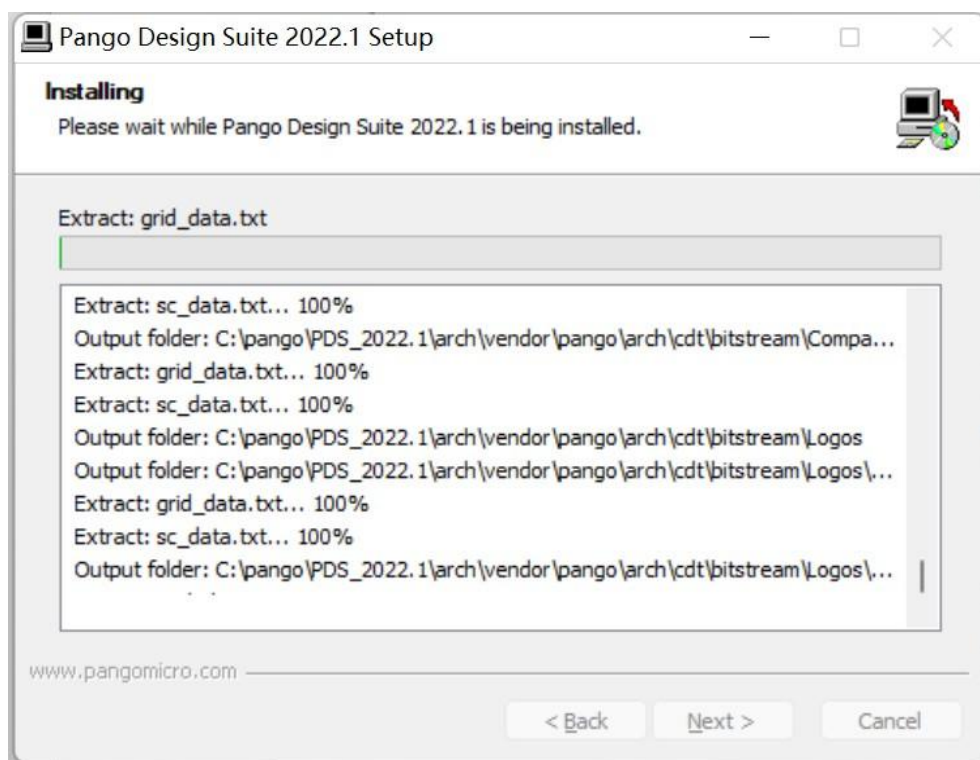 Pango Design Suite 2022.1 Setup
Installing
Please wait while Pango Design Suite 2022.1 is being installed.
Extract: grid_data.txt
Extract: sc_data.txt... 100%
Output folder: C:\pango\PDS_2022.1\arch\vendor\pango\arch\cdt\bitstream\Compa...
Extract: grid_data.txt... 100%
Extract: sc_data.txt... 100%
Output folder: C:\pango\PDS_2022.1\arch\vendor\pango\arch\cdt\bitstream\Logos
Output folder: C:\pango\PDS_2022.1\arch\vendor\pango\arch\cdt\bitstream\Logos\...
Extract: grid_data.txt... 100%
Extract: sc_data.txt... 100%
Output folder: C:\pango\PDS_2022.1\arch\vendor\pango\arch\cdt\bitstream\Logos\...
www.pangomicro.com
< Back Next > Cancel